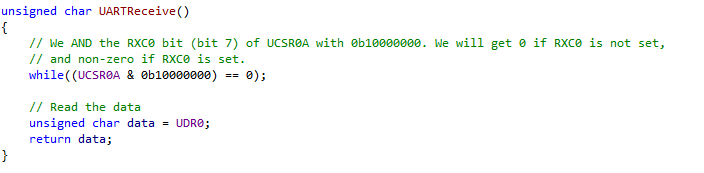 unsigned char UARTReceive()
{
// We AND the RXC0 bit (bit 7) of UCSR0A with 0b10000000. We will get 0 if RXC0 is not set,
// and non-zero if RXC0 is set.
while((UCSR0A & 0b10000000) == 0);
// Read the data
unsigned char data = UDR0;
return data;
}